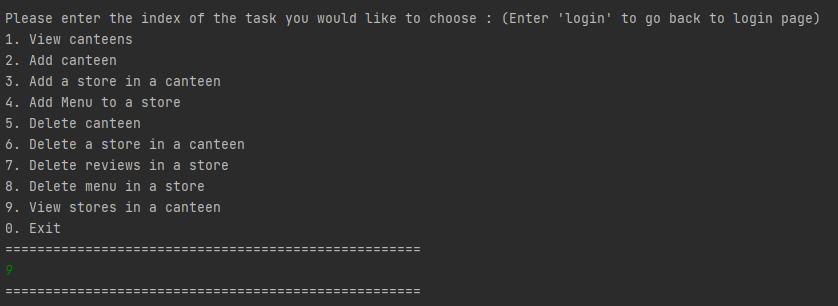 Please enter the index of the task you would like to choose : (Enter 'login' to go back to login page)
1. View canteens
2. Add canteen
3. Add a store in a canteen
4. Add Menu to a store
5. Delete canteen
6. Delete a store in a canteen
7. Delete reviews in a store
8. Delete menu in a store
9. View stores in a canteen
0. Exit
====================================================
9
====================================================